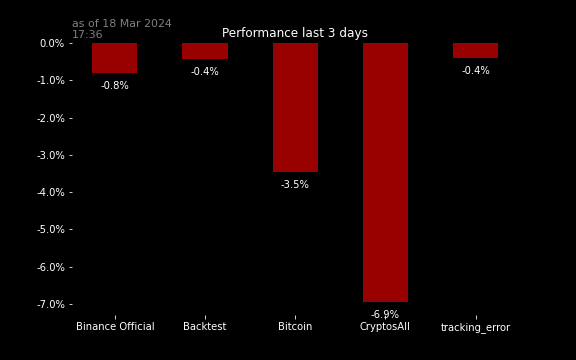 as of 18 Mar 2024
17:36
Performance last 3 days
0.0%
-1.0%
-2.0%
-3.0%
-4.0%
-5.0%
-6.0%
-7.0%
-0.8%
-0.4%
-3.5%
-6.9%
-0.4%
Binance Official
Backtest
Bitcoin
CryptosAll
tracking_error